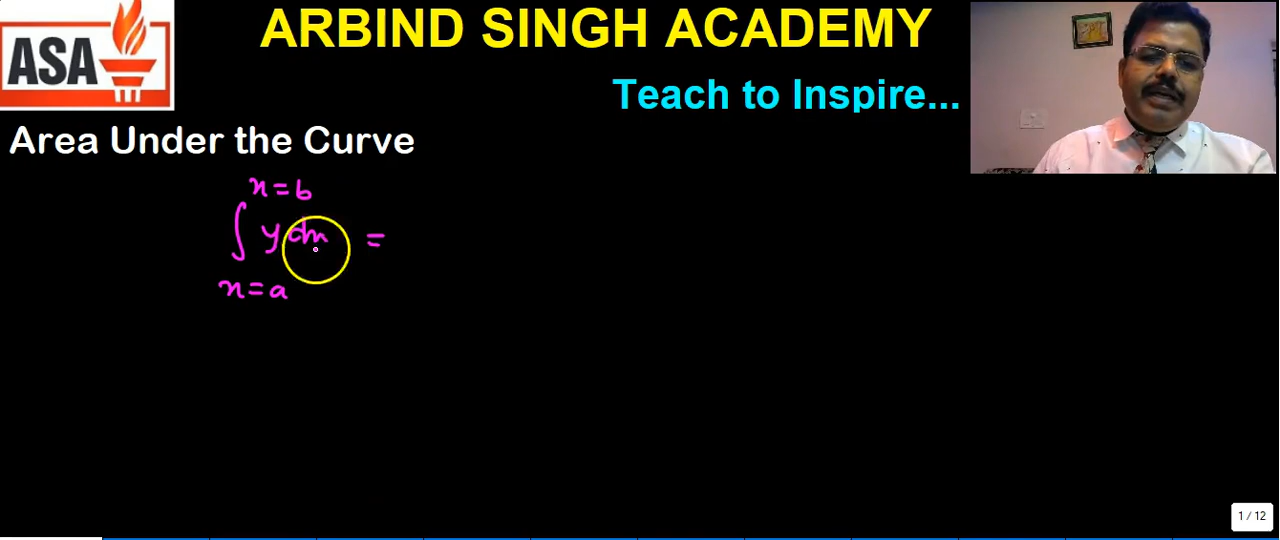 ASA
ARBIND SINGH ACADEMY
Teach to Inspire...
Area Under the Curve
x=b
∫ y dx =
x=a
1 / 12